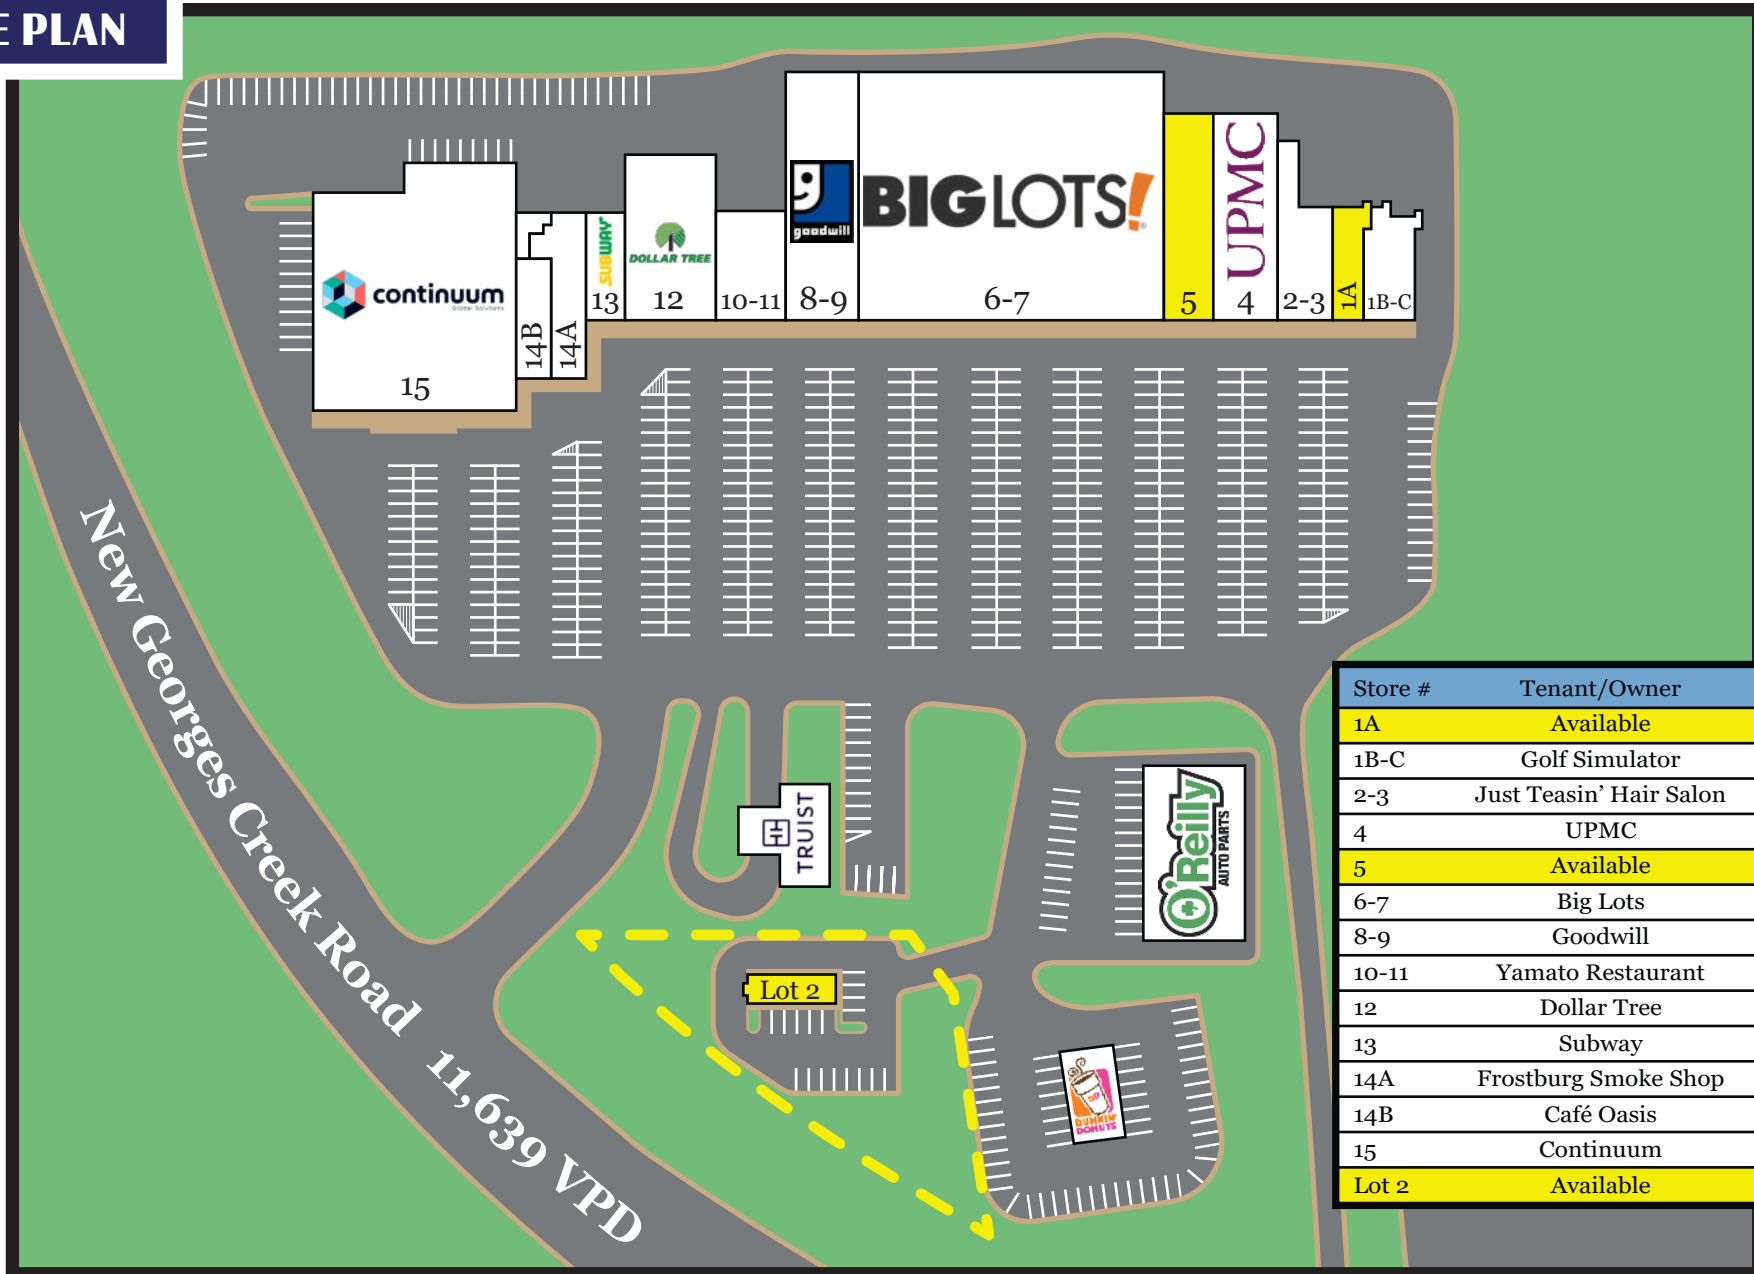 E PLAN
UPMC
BIGLOTS!
goodwill
SUBWAY
DOLLAR TREE
continuum
Global Solutions
13
12
10-11
8-9
6-7
5
4
2-3
1A
1B-C
14B
14A
15
New Georges Creek Road 11,639 VPD
TRUIST
O'Reilly
AUTO PARTS
Lot 2
DD
DUNKIN'
DONUTS
Store # Tenant/Owner
1A Available
1B-C Golf Simulator
2-3 Just Teasin’ Hair Salon
4 UPMC
5 Available
6-7 Big Lots
8-9 Goodwill
10-11 Yamato Restaurant
12 Dollar Tree
13 Subway
14A Frostburg Smoke Shop
14B Café Oasis
15 Continuum
Lot 2 Available